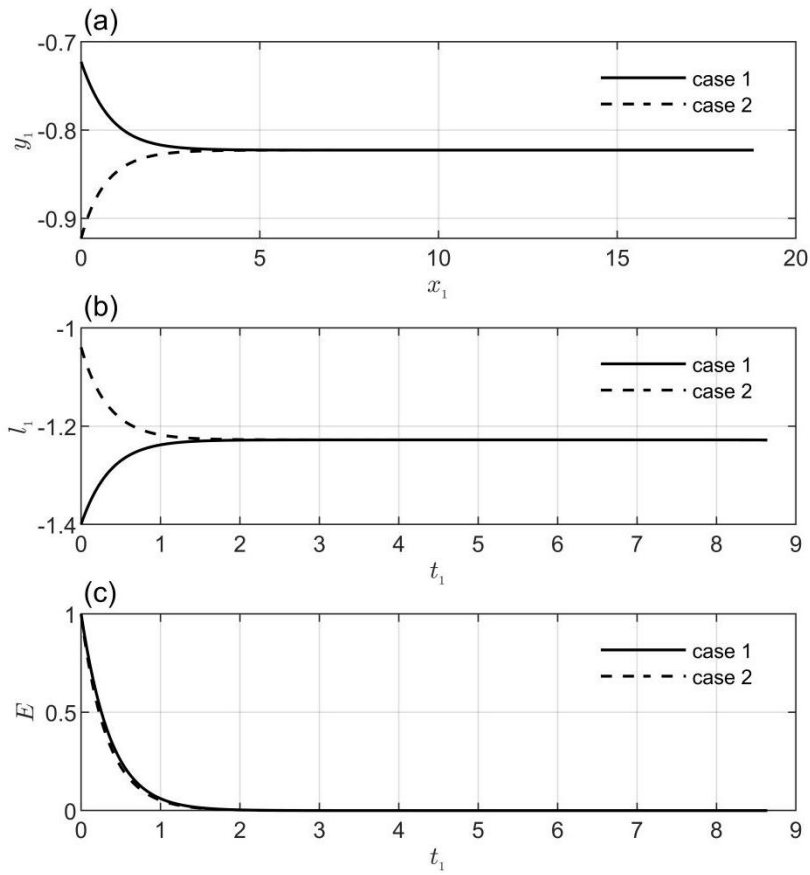 (a)
-0.7
-0.8
-0.9
y₁
case 1
case 2
0 5 10 15 20
x₁
(b)
-1
-1.2
-1.4
l₁
case 1
case 2
0 1 2 3 4 5 6 7 8 9
t₁
(c)
1
0.5
0
E
case 1
case 2
0 1 2 3 4 5 6 7 8 9
t₁